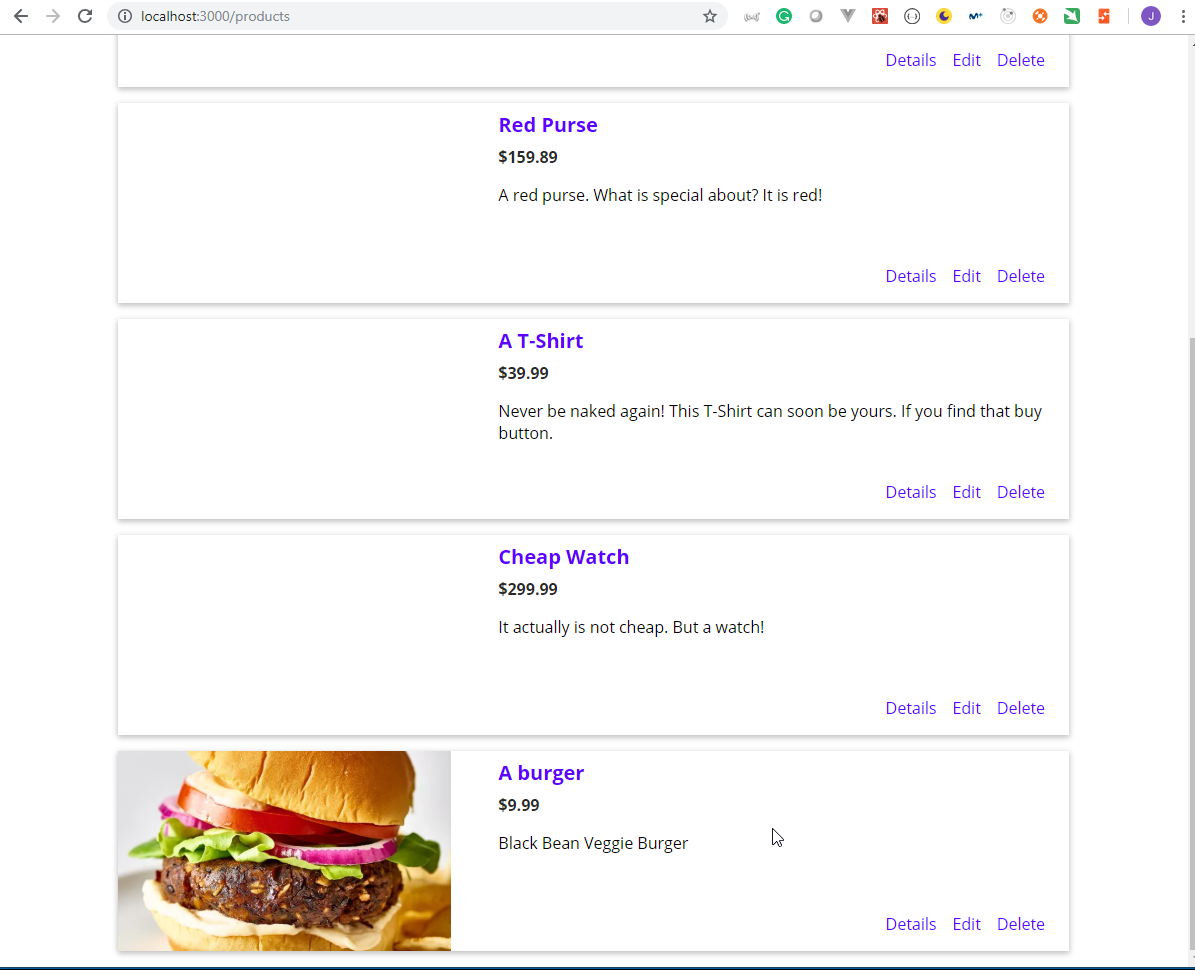 localhost:3000/products
J
Details Edit Delete
Red Purse
$159.89
A red purse. What is special about? It is red!
Details Edit Delete
A T-Shirt
$39.99
Never be naked again! This T-Shirt can soon be yours. If you find that buy
button.
Details Edit Delete
Cheap Watch
$299.99
It actually is not cheap. But a watch!
Details Edit Delete
A burger
$9.99
Black Bean Veggie Burger
Details Edit Delete